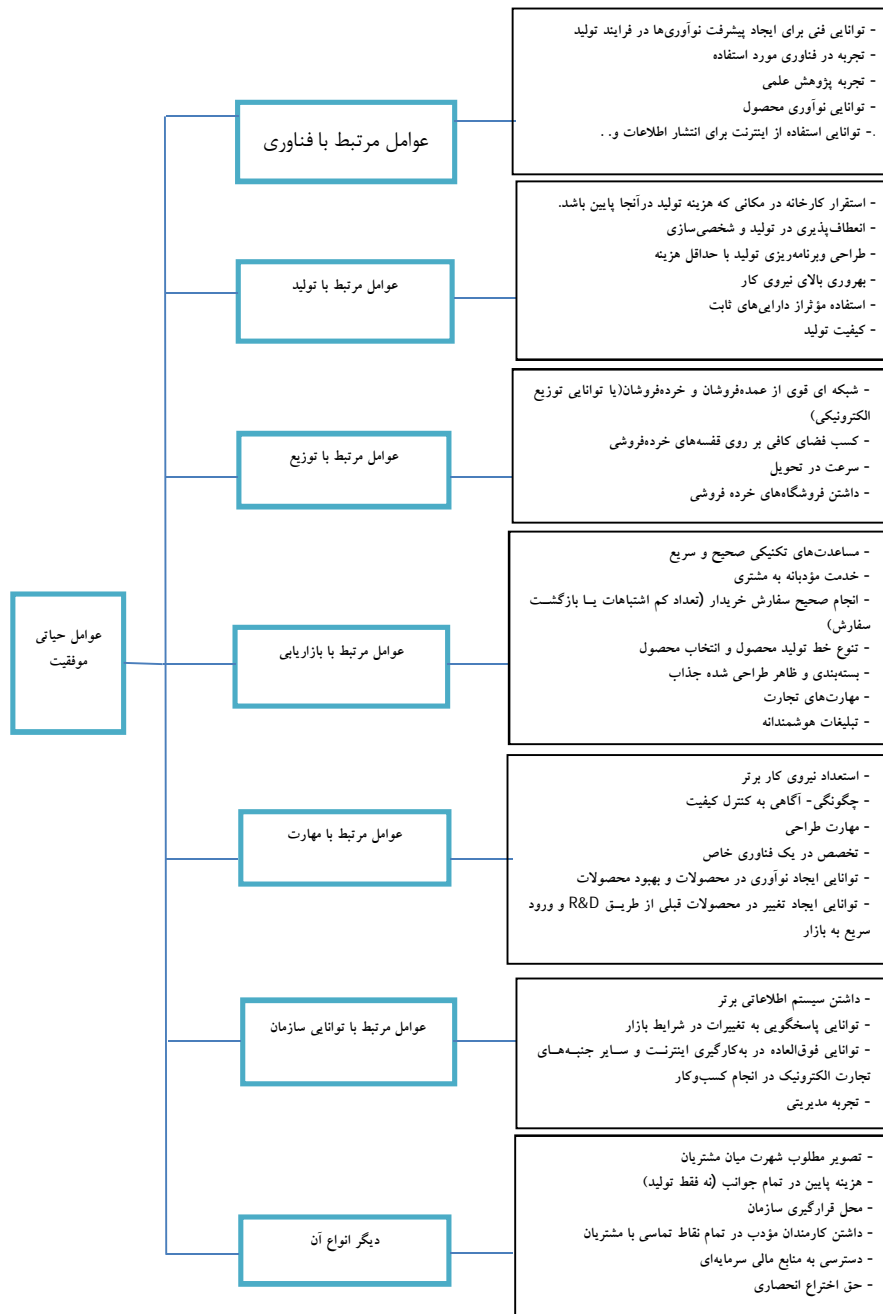 عوامل حیاتی
موفقیت
عوامل مرتبط با فناوری
- توانایی فنی برای ایجاد پیشرفت نوآوری‌ها در فرایند تولید
- تجربه در فناوری مورد استفاده
- تجربه پژوهش علمی
- توانایی نوآوری محصول
.- توانایی استفاده از اینترنت برای انتشار اطلاعات و. . .
عوامل مرتبط با تولید
- استقرار کارخانه در مکانی که هزینه تولید درآنجا پایین باشد.
- انعطاف‌پذیری در تولید و شخصی‌سازی
- طراحی وبرنامه‌ریزی تولید با حداقل هزینه
- بهروری بالای نیروی کار
- استفاده مؤثراز دارایی‌های ثابت
- کیفیت تولید
عوامل مرتبط با توزیع
- شبکه ای قوی از عمده‌فروشان و خرده‌فروشان(یا توانایی توزیع
الکترونیکی)
- کسب فضای کافی بر روی قفسه‌های خرده‌فروشی
- سرعت در تحویل
- داشتن فروشگاه‌های خرده فروشی
عوامل مرتبط با بازاریابی
- مساعدت‌های تکنیکی صحیح و سریع
- خدمت مؤدبانه به مشتری
- انجام صحیح سفارش خریدار (تعداد کم اشتباهات یا بازگشت
سفارش)
- تنوع خط تولید محصول و انتخاب محصول
- بسته‌بندی و ظاهر طراحی شده جذاب
- مهارت‌های تجارت
- تبلیغات هوشمندانه
عوامل مرتبط با مهارت
- استعداد نیروی کار برتر
- چگونگی- آگاهی به کنترل کیفیت
- مهارت طراحی
- تخصص در یک فناوری خاص
- توانایی ایجاد نوآوری در محصولات و بهبود محصولات
- توانایی ایجاد تغییر در محصولات قبلی از طریق R&D و ورود
سریع به بازار
عوامل مرتبط با توانایی سازمان
- داشتن سیستم اطلاعاتی برتر
- توانایی پاسخگویی به تغییرات در شرایط بازار
- توانایی فوق‌العاده در به‌کارگیری اینترنت و سایر جنبه‌های
تجارت الکترونیک در انجام کسب‌وکار
- تجربه مدیریتی
دیگر انواع آن
- تصویر مطلوب شهرت میان مشتریان
- هزینه پایین در تمام جوانب (نه فقط تولید)
- محل قرارگیری سازمان
- داشتن کارمندان مؤدب در تمام نقاط تماسی با مشتریان
- دسترسی به منابع مالی سرمایه‌ای
- حق اختراع انحصاری